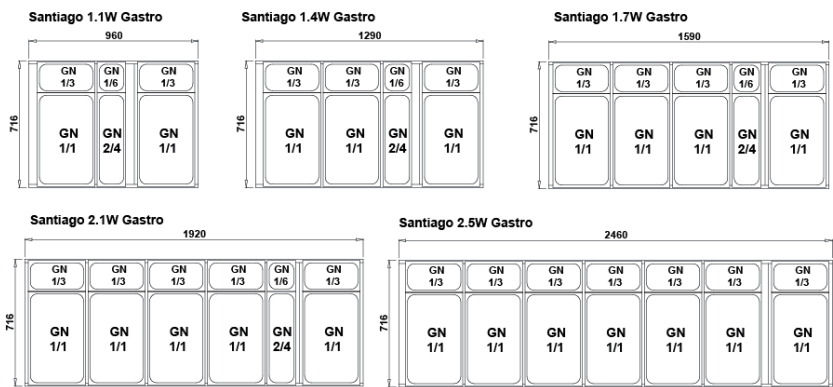 Santiago 1.1W Gastro
960
716
GN GN GN
1/3 1/6 1/3
GN GN GN
1/1 2/4 1/1
Santiago 1.4W Gastro
1290
716
GN GN GN GN
1/3 1/3 1/6 1/3
GN GN GN GN
1/1 1/1 2/4 1/1
Santiago 1.7W Gastro
1590
716
GN GN GN GN GN
1/3 1/3 1/3 1/6 1/3
GN GN GN GN GN
1/1 1/1 1/1 2/4 1/1
Santiago 2.1W Gastro
1920
716
GN GN GN GN GN GN
1/3 1/3 1/3 1/3 1/6 1/3
GN GN GN GN GN GN
1/1 1/1 1/1 1/1 2/4 1/1
Santiago 2.5W Gastro
2460
716
GN GN GN GN GN GN GN
1/3 1/3 1/3 1/3 1/3 1/3 1/3
GN GN GN GN GN GN GN
1/1 1/1 1/1 1/1 1/1 1/1 1/1